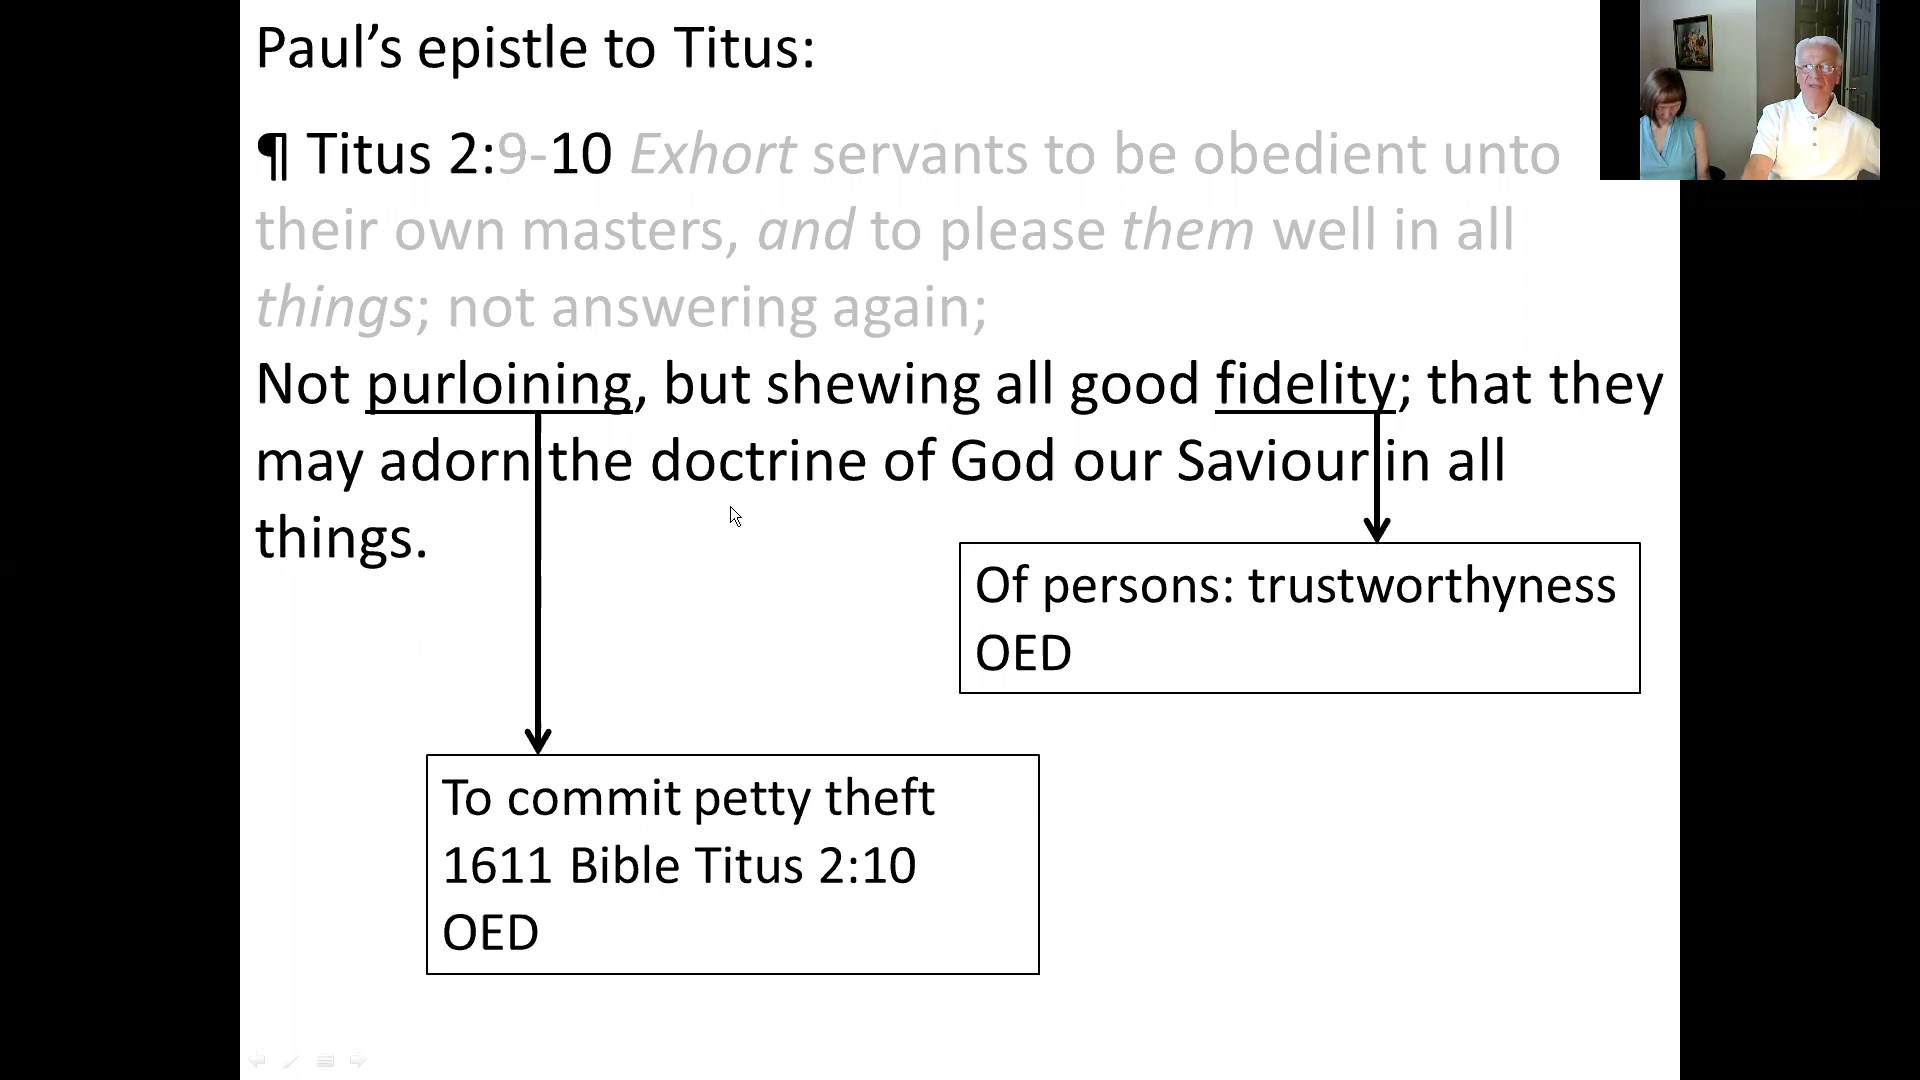 Paul’s epistle to Titus:
¶ Titus 2:9-10 Exhort servants to be obedient unto
their own masters, and to please them well in all
things; not answering again;
Not purloining, but shewing all good fidelity; that they
may adorn the doctrine of God our Saviour in all
things.
Of persons: trustworthyness
OED
To commit petty theft
1611 Bible Titus 2:10
OED